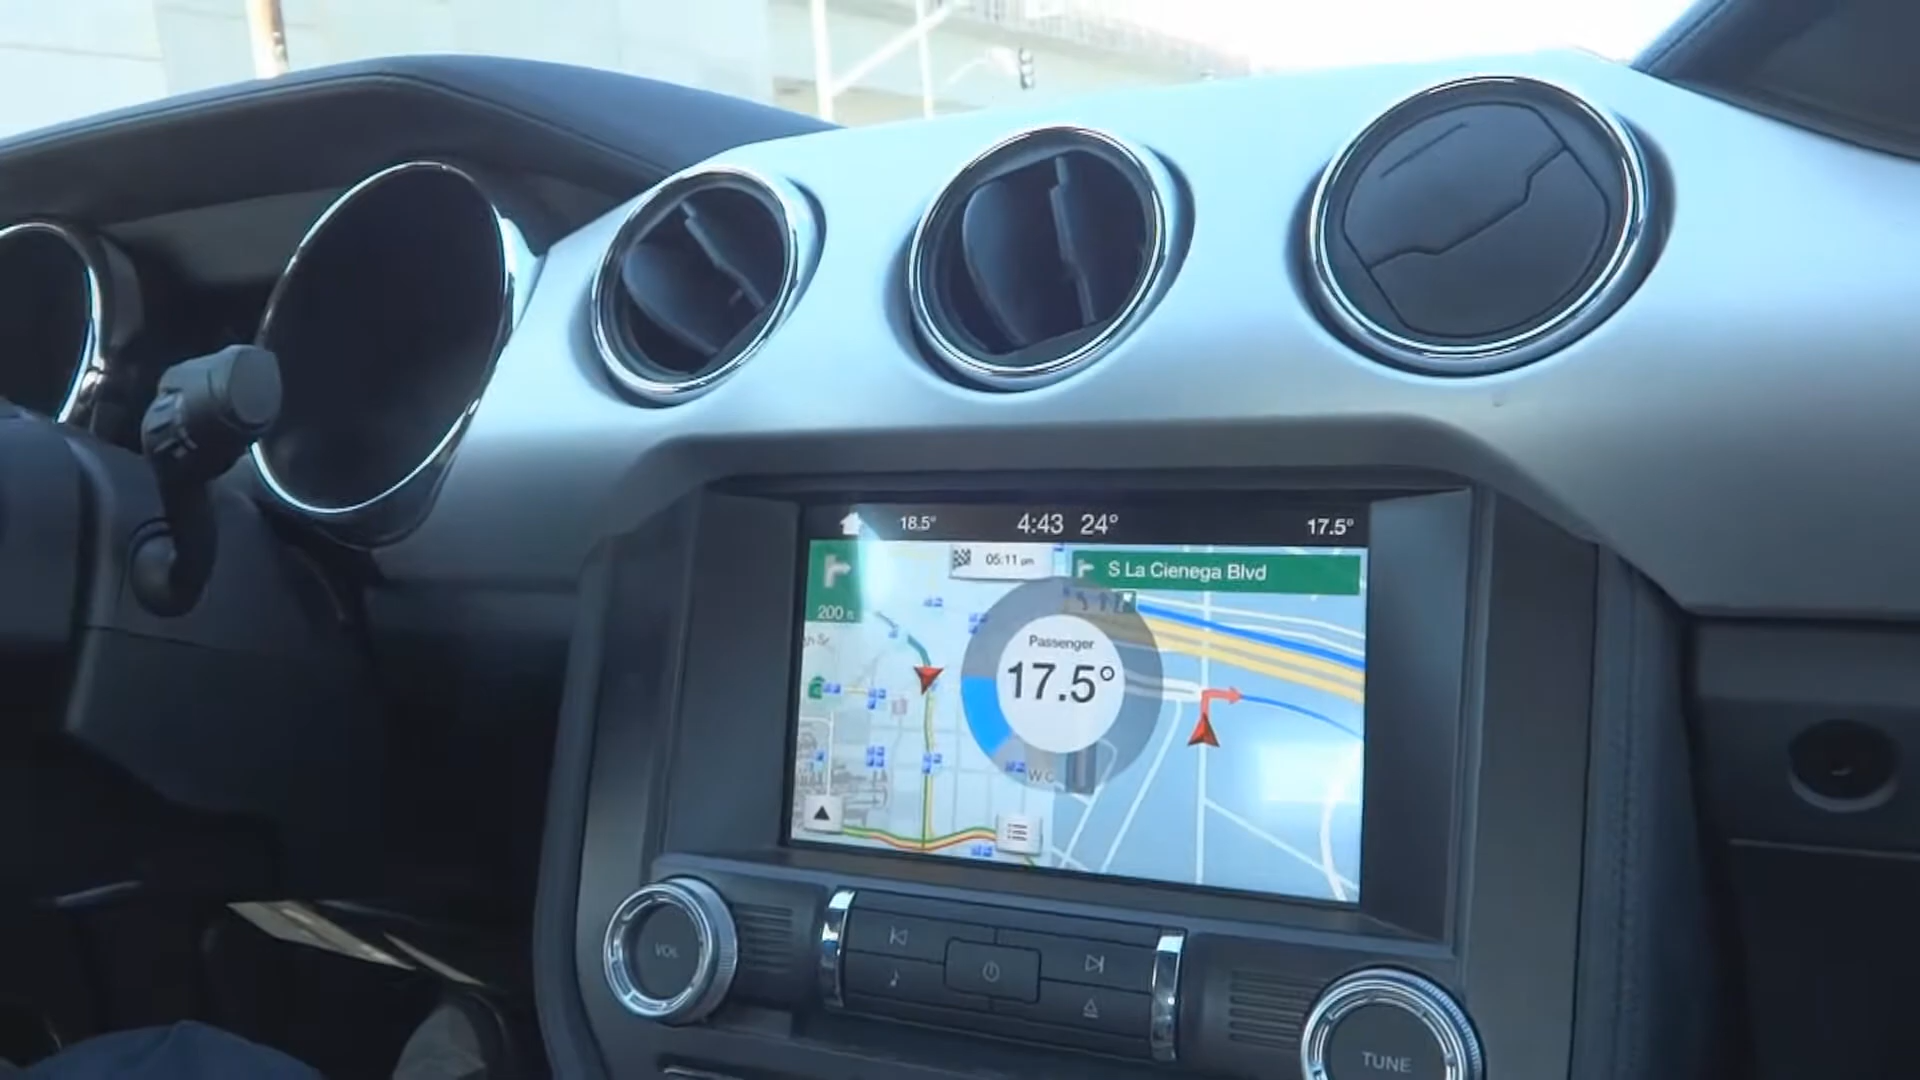 18.5°
4:43 24°
17.5°
05:11 pm
S La Cienega Blvd
200 ft
Passenger
17.5°
W C
VOL
TUNE